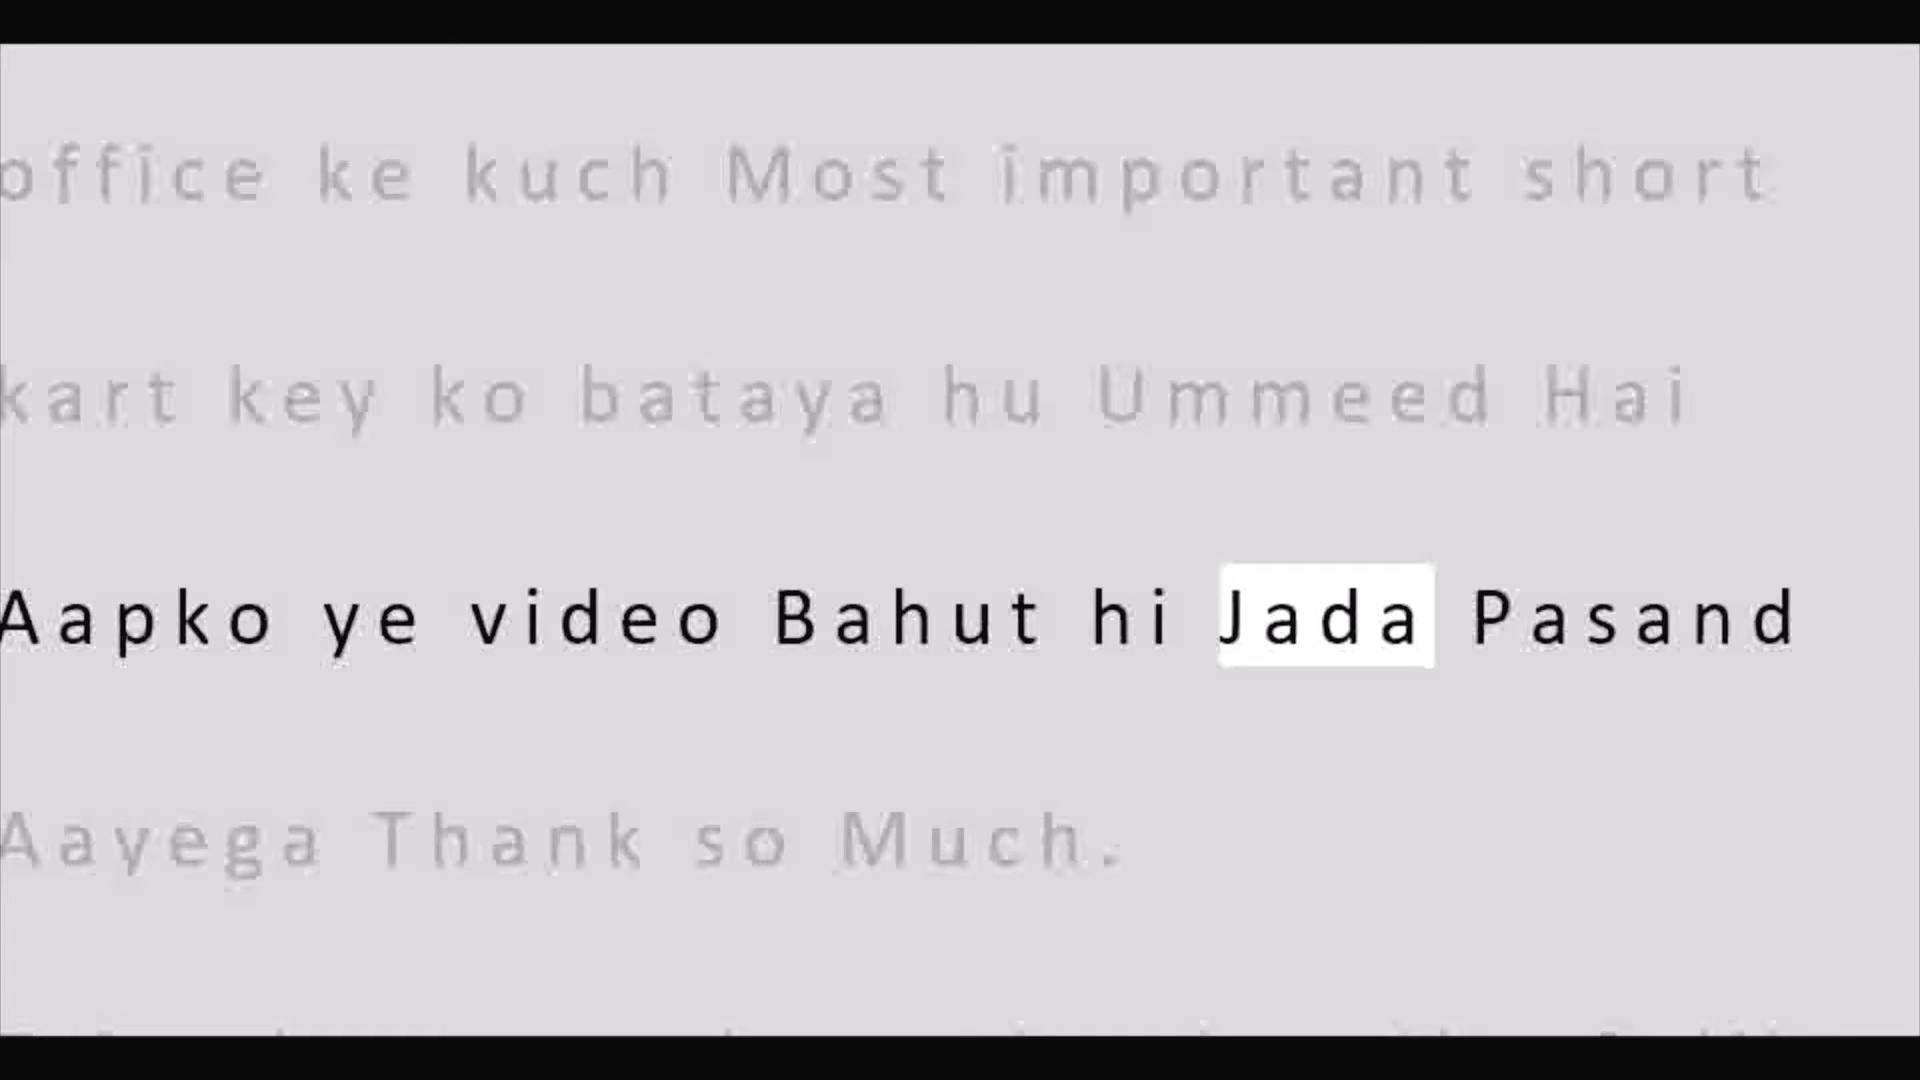 office ke kuch Most important short
kart key ko bataya hu Ummeed Hai
Aapko ye video Bahut hi Jada Pasand
Aayega Thank so Much.